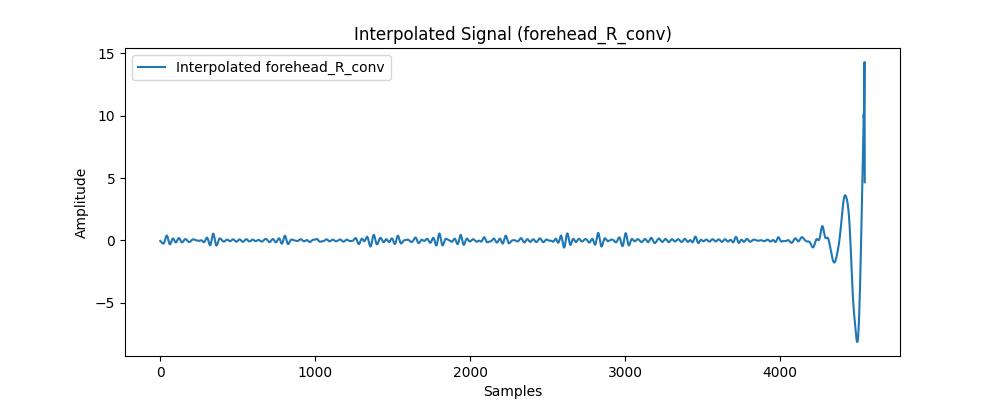 Interpolated Signal (forehead_R_conv)
Interpolated forehead_R_conv
15
10
5
0
−5
Amplitude
0 1000 2000 3000 4000
Samples